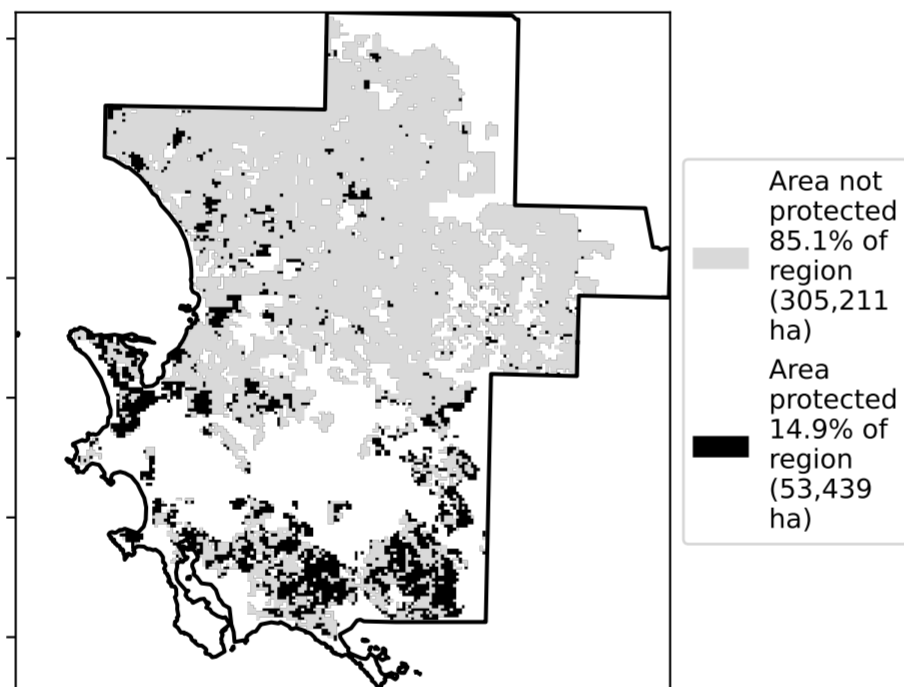 Area not
protected
85.1% of
region
(305,211
ha)
Area
protected
14.9% of
region
(53,439
ha)